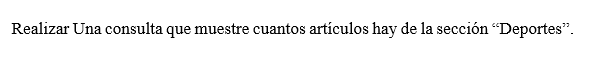 Realizar Una consulta que muestre cuantos artículos hay de la sección “Deportes”.